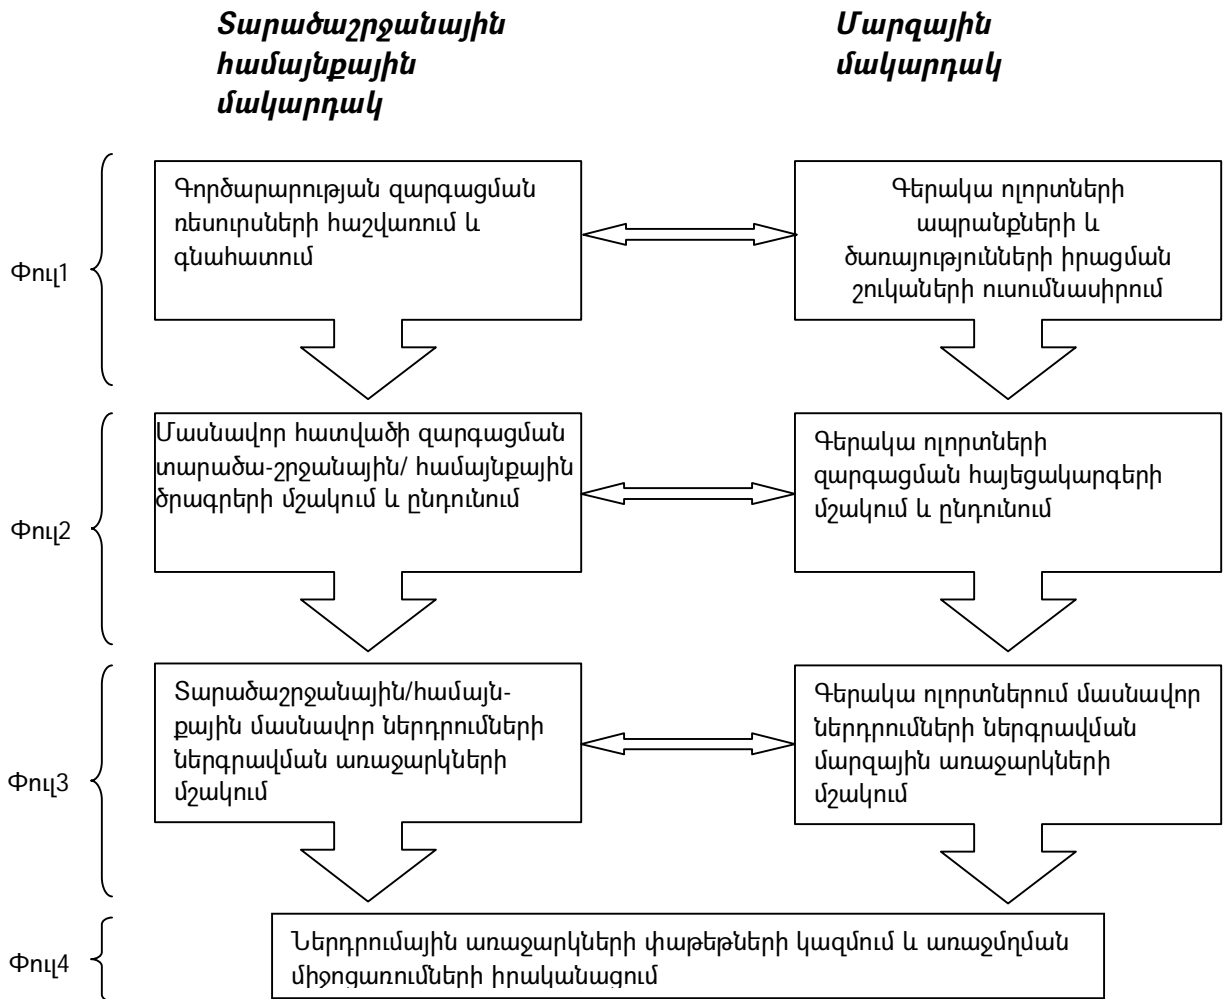 Տարածաշրջանային
համայնքային
մակարդակ
Մարզային
մակարդակ
Փուլ1
Գործարարության զարգացման
ռեսուրսների հաշվառում և
գնահատում
Գերակա ոլորտների
ապրանքների և
ծառայությունների իրացման
շուկաների ուսումնասիրում
Փուլ2
Մասնավոր հատվածի զարգացման
տարածա-շրջանային/ համայնքային
ծրագրերի մշակում և ընդունում
Գերակա ոլորտների
զարգացման հայեցակարգերի
մշակում և ընդունում
Փուլ3
Տարածաշրջանային/համայն-
քային մասնավոր ներդրումների
ներգրավման առաջարկների
մշակում
Գերակա ոլորտներում մասնավոր
ներդրումների ներգրավման
մարզային առաջարկների
մշակում
Փուլ4
Ներդրումային առաջարկների փաթեթների կազմում և առաջմղման
միջոցառումների իրականացում